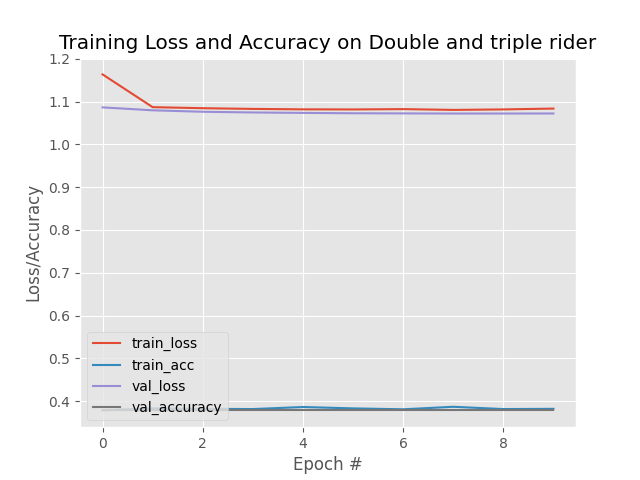 Training Loss and Accuracy on Double and triple rider
1.2
1.1
1.0
0.9
0.8
0.7
0.6
0.5
0.4
Loss/Accuracy
train_loss
train_acc
val_loss
val_accuracy
0 2 4 6 8
Epoch #